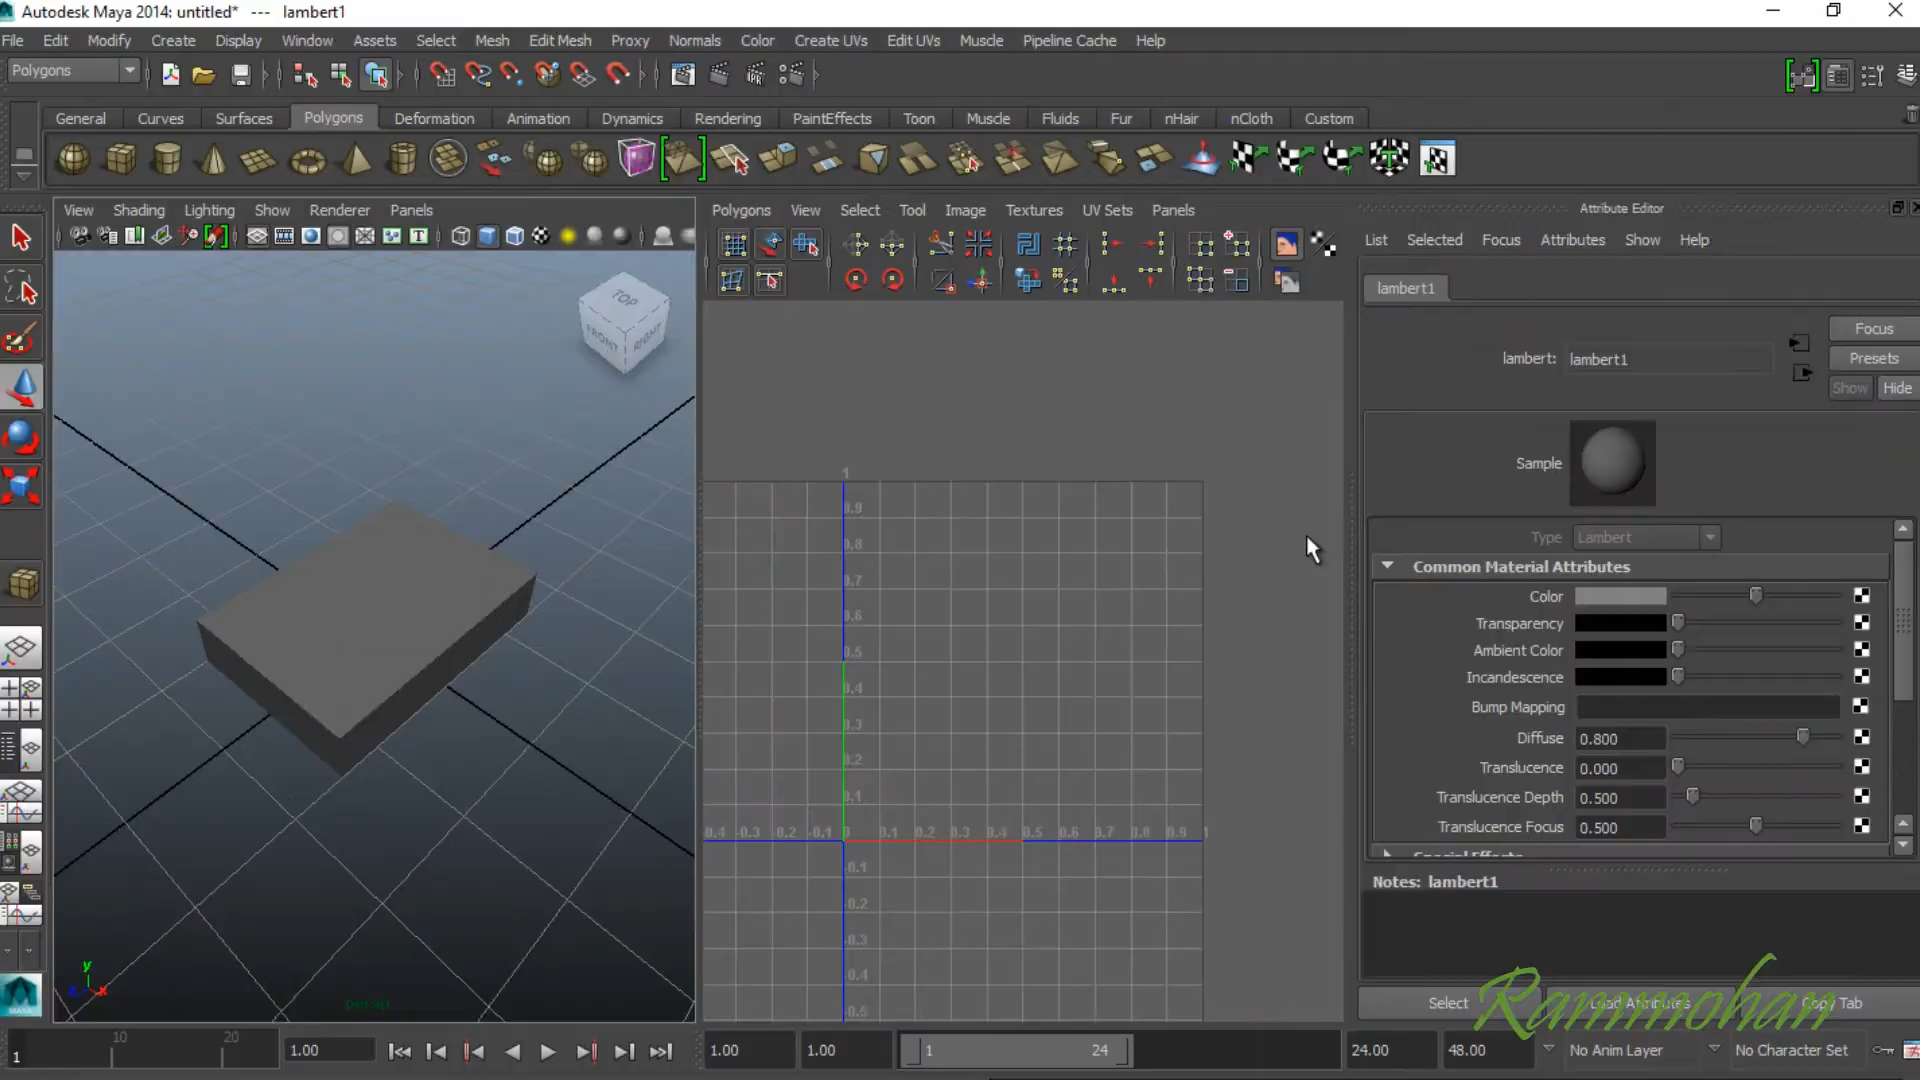 Autodesk Maya 2014: untitled* --- lambert1
File Edit Modify Create Display Window Assets Select Mesh Edit Mesh Proxy Normals Color Create UVs Edit UVs Muscle Pipeline Cache Help
Polygons
General Curves Surfaces Polygons Deformation Animation Dynamics Rendering PaintEffects Toon Muscle Fluids Fur nHair nCloth Custom
View Shading Lighting Show Renderer Panels
Polygons View Select Tool Image Textures UV Sets Panels
Attribute Editor
List Selected Focus Attributes Show Help
lambert1
lambert: lambert1
Focus
Presets
Show Hide
Sample
TOP
FRONT RIGHT
Type Lambert
Common Material Attributes
Color
Transparency
Ambient Color
Incandescence
Bump Mapping
Diffuse 0.800
Translucence 0.000
Translucence Depth 0.500
Translucence Focus 0.500
Special Effects
Notes: lambert1
1
0.9
0.8
0.7
0.6
0.5
0.4
0.3
0.2
0.1
0.4 -0.3 -0.2 -0.1 0 0.1 0.2 0.3 0.4 0.5 0.6 0.7 0.8 0.9 1
-0.1
-0.2
-0.3
-0.4
-0.5
y
z x
persp
MAYA
Select Load Attributes Copy Tab
Rammohan
1 10 20 1.00
1.00 1.00 1 24 24.00 48.00 No Anim Layer No Character Set